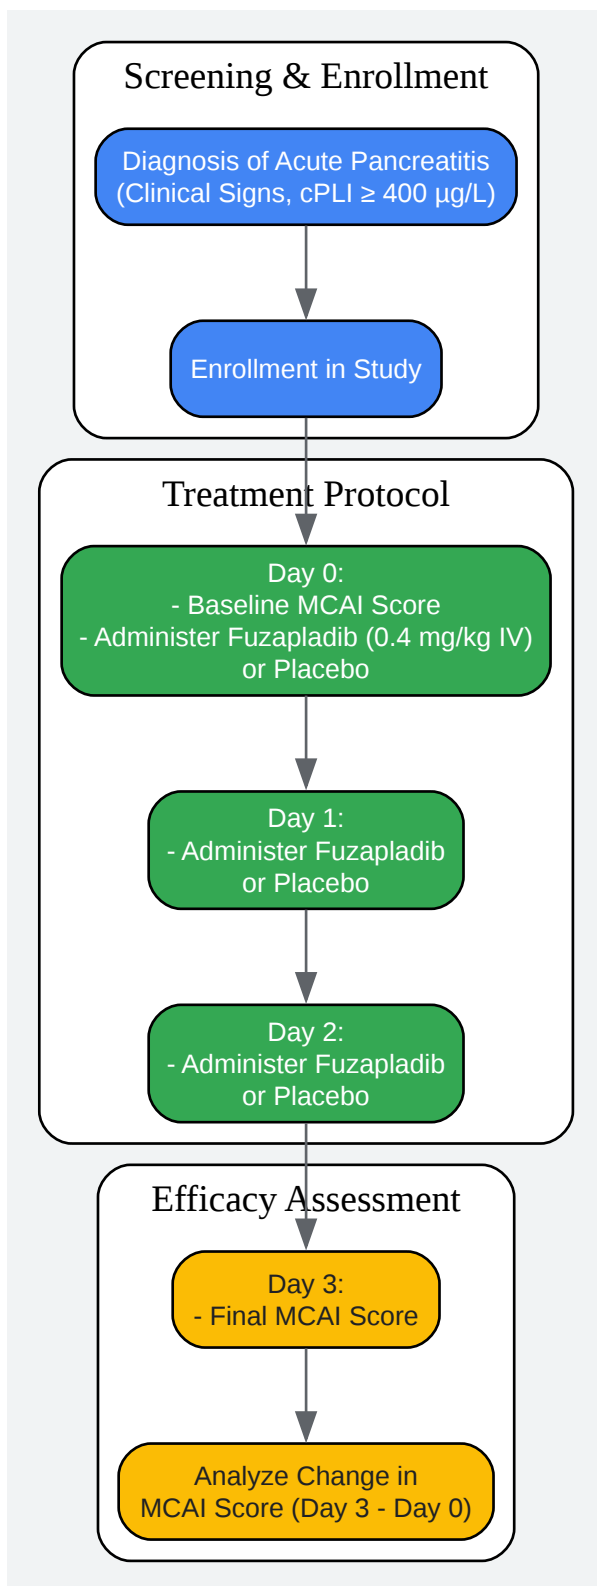 Screening & Enrollment
Diagnosis of Acute Pancreatitis
(Clinical Signs, cPLI ≥ 400 µg/L)
Enrollment in Study
Treatment Protocol
Day 0:
- Baseline MCAI Score
- Administer Fuzapladib (0.4 mg/kg IV)
or Placebo
Day 1:
- Administer Fuzapladib
or Placebo
Day 2:
- Administer Fuzapladib
or Placebo
Efficacy Assessment
Day 3:
- Final MCAI Score
Analyze Change in
MCAI Score (Day 3 - Day 0)